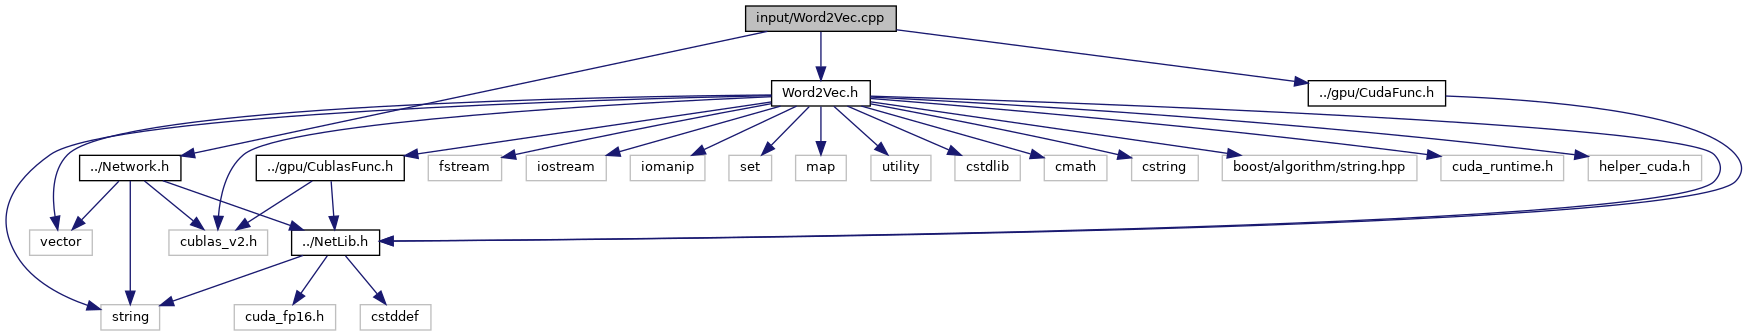 input/Word2Vec.cpp
Word2Vec.h
../gpu/CudaFunc.h
../Network.h
../gpu/CublasFunc.h
fstream
iostream
iomanip
set
map
utility
cstdlib
cmath
cstring
boost/algorithm/string.hpp
cuda_runtime.h
helper_cuda.h
vector
cublas_v2.h
../NetLib.h
string
cuda_fp16.h
cstddef